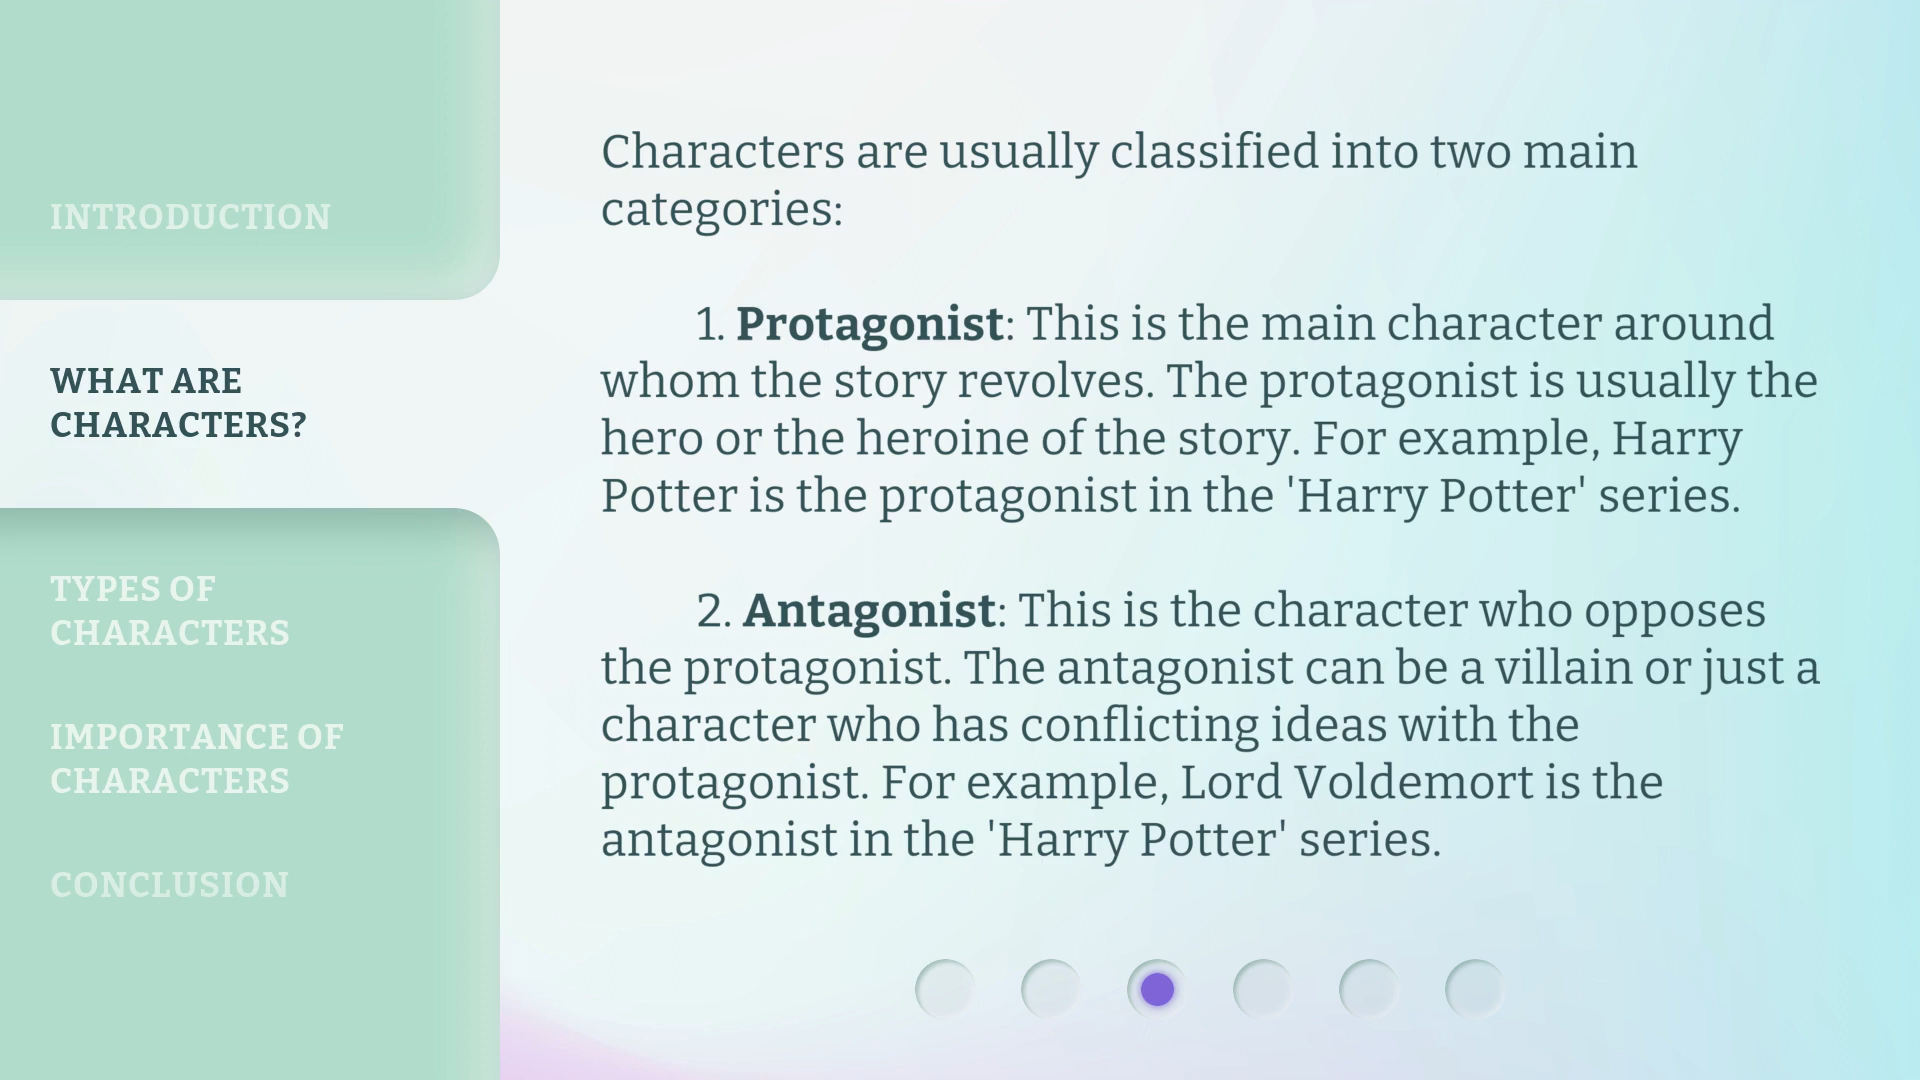 INTRODUCTION
WHAT ARE
CHARACTERS?
TYPES OF
CHARACTERS
IMPORTANCE OF
CHARACTERS
CONCLUSION
Characters are usually classified into two main
categories:
1. Protagonist: This is the main character around
whom the story revolves. The protagonist is usually the
hero or the heroine of the story. For example, Harry
Potter is the protagonist in the 'Harry Potter' series.
2. Antagonist: This is the character who opposes
the protagonist. The antagonist can be a villain or just a
character who has conflicting ideas with the
protagonist. For example, Lord Voldemort is the
antagonist in the 'Harry Potter' series.